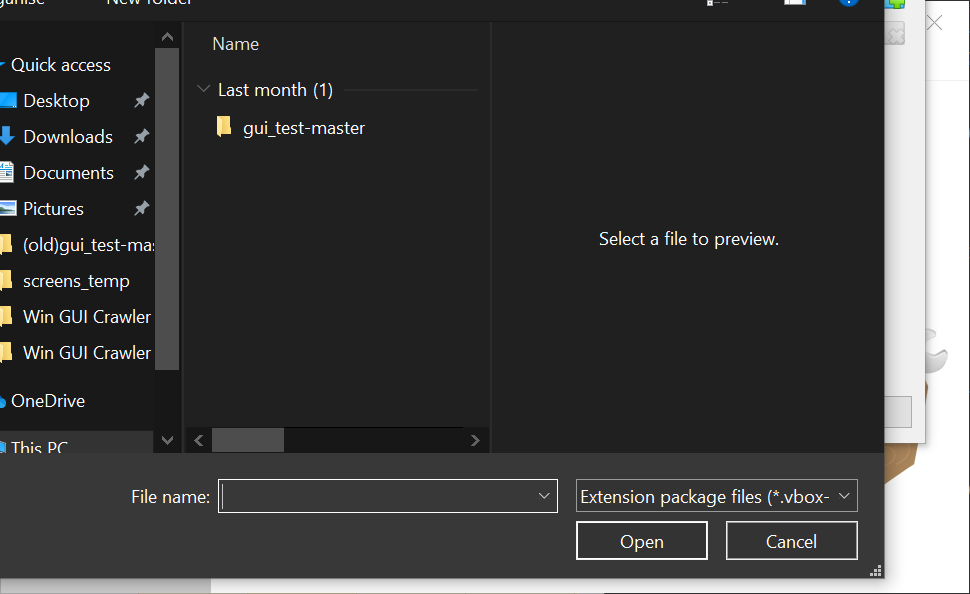 New folder
Name
Quick access
Last month (1)
Desktop
gui_test-master
Downloads
Documents
Pictures
Select a file to preview.
(old)gui_test-mas
screens_temp
Win GUI Crawler
Win GUI Crawler
OneDrive
This PC
File name:
Extension package files (*.vbox-
Open
Cancel